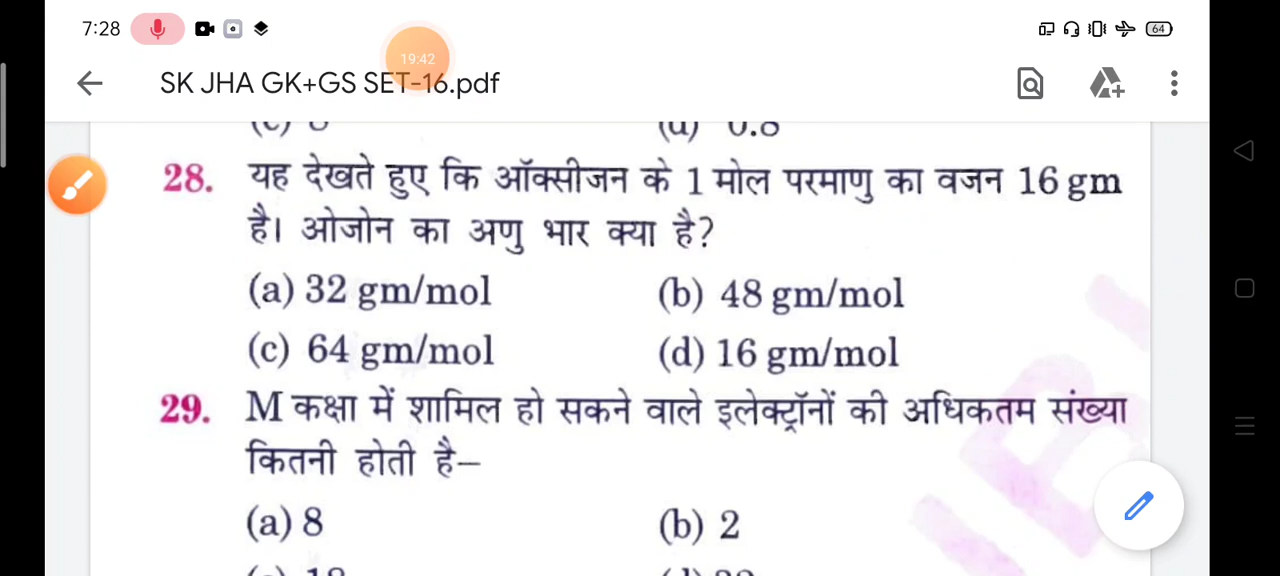 7:28
19:42
64
SK JHA GK+GS SET-16.pdf
28. यह देखते हुए कि ऑक्सीजन के 1 मोल परमाणु का वजन 16 gm
है। ओजोन का अणु भार क्या है?
(a) 32 gm/mol (b) 48 gm/mol
(c) 64 gm/mol (d) 16 gm/mol
29. M कक्षा में शामिल हो सकने वाले इलेक्ट्रॉनों की अधिकतम संख्या
कितनी होती है–
(a) 8 (b) 2